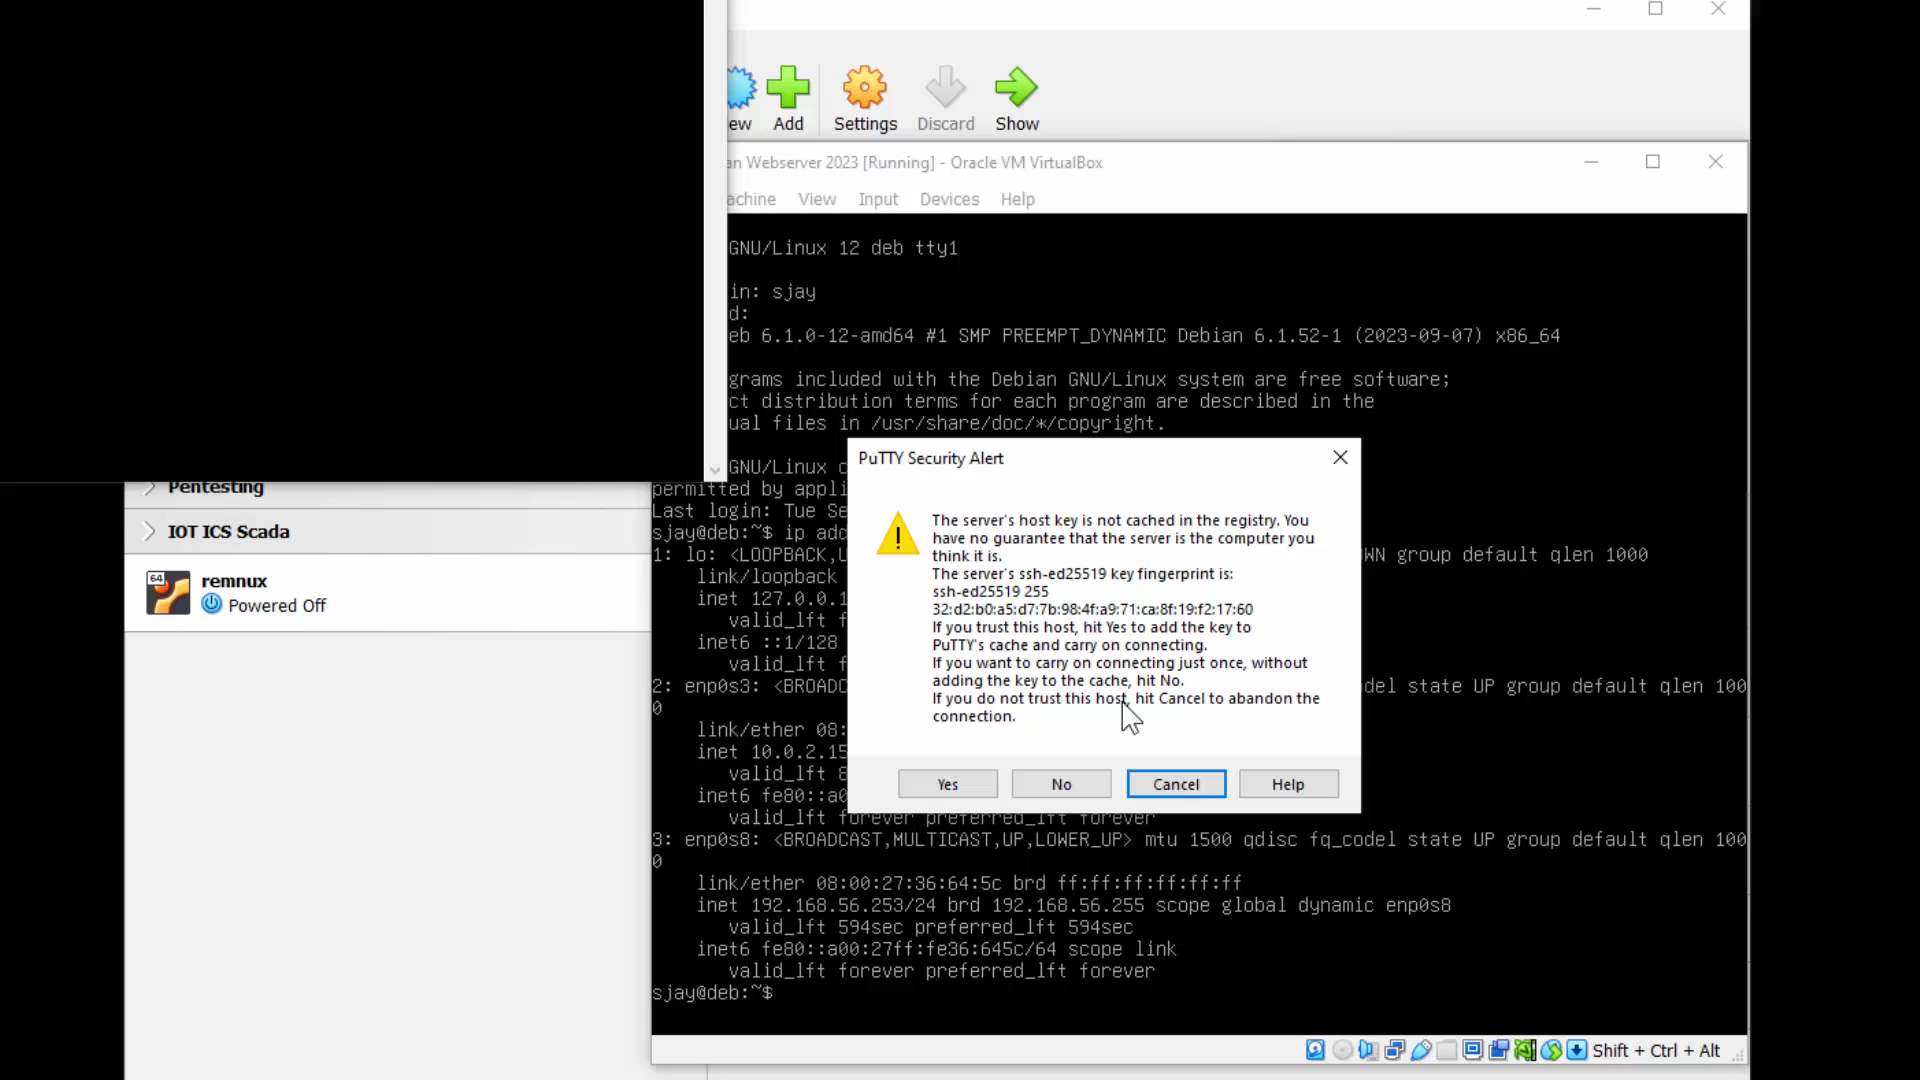 ew
Add
Settings
Discard
Show
an Webserver 2023 [Running] - Oracle VM VirtualBox
achine View Input Devices Help
GNU/Linux 12 deb tty1
in: sjay
d:
eb 6.1.0-12-amd64 #1 SMP PREEMPT_DYNAMIC Debian 6.1.52-1 (2023-09-07) x86_64
grams included with the Debian GNU/Linux system are free software;
ct distribution terms for each program are described in the
ual files in /usr/share/doc/*/copyright.
GNU/Linux c
permitted by appli
Last login: Tue Se
sjay@deb:~$ ip add
1: lo: <LOOPBACK,U
WN group default qlen 1000
link/loopback
inet 127.0.0.1
valid_lft f
inet6 ::1/128
valid_lft f
2: enp0s3: <BROADC
del state UP group default qlen 100
0
link/ether 08:
inet 10.0.2.15
valid_lft 8
inet6 fe80::a0
valid_lft forever preferred_lft forever
3: enp0s8: <BROADCAST,MULTICAST,UP,LOWER_UP> mtu 1500 qdisc fq_codel state UP group default qlen 100
0
link/ether 08:00:27:36:64:5c brd ff:ff:ff:ff:ff:ff
inet 192.168.56.253/24 brd 192.168.56.255 scope global dynamic enp0s8
valid_lft 594sec preferred_lft 594sec
inet6 fe80::a00:27ff:fe36:645c/64 scope link
valid_lft forever preferred_lft forever
sjay@deb:~$
PuTTY Security Alert
The server's host key is not cached in the registry. You
have no guarantee that the server is the computer you
think it is.
The server's ssh-ed25519 key fingerprint is:
ssh-ed25519 255
32:d2:b0:a5:d7:7b:98:4f:a9:71:ca:8f:19:f2:17:60
If you trust this host, hit Yes to add the key to
PuTTY's cache and carry on connecting.
If you want to carry on connecting just once, without
adding the key to the cache, hit No.
If you do not trust this host, hit Cancel to abandon the
connection.
Yes
No
Cancel
Help
Pentesting
IOT ICS Scada
64
remnux
Powered Off
Shift + Ctrl + Alt